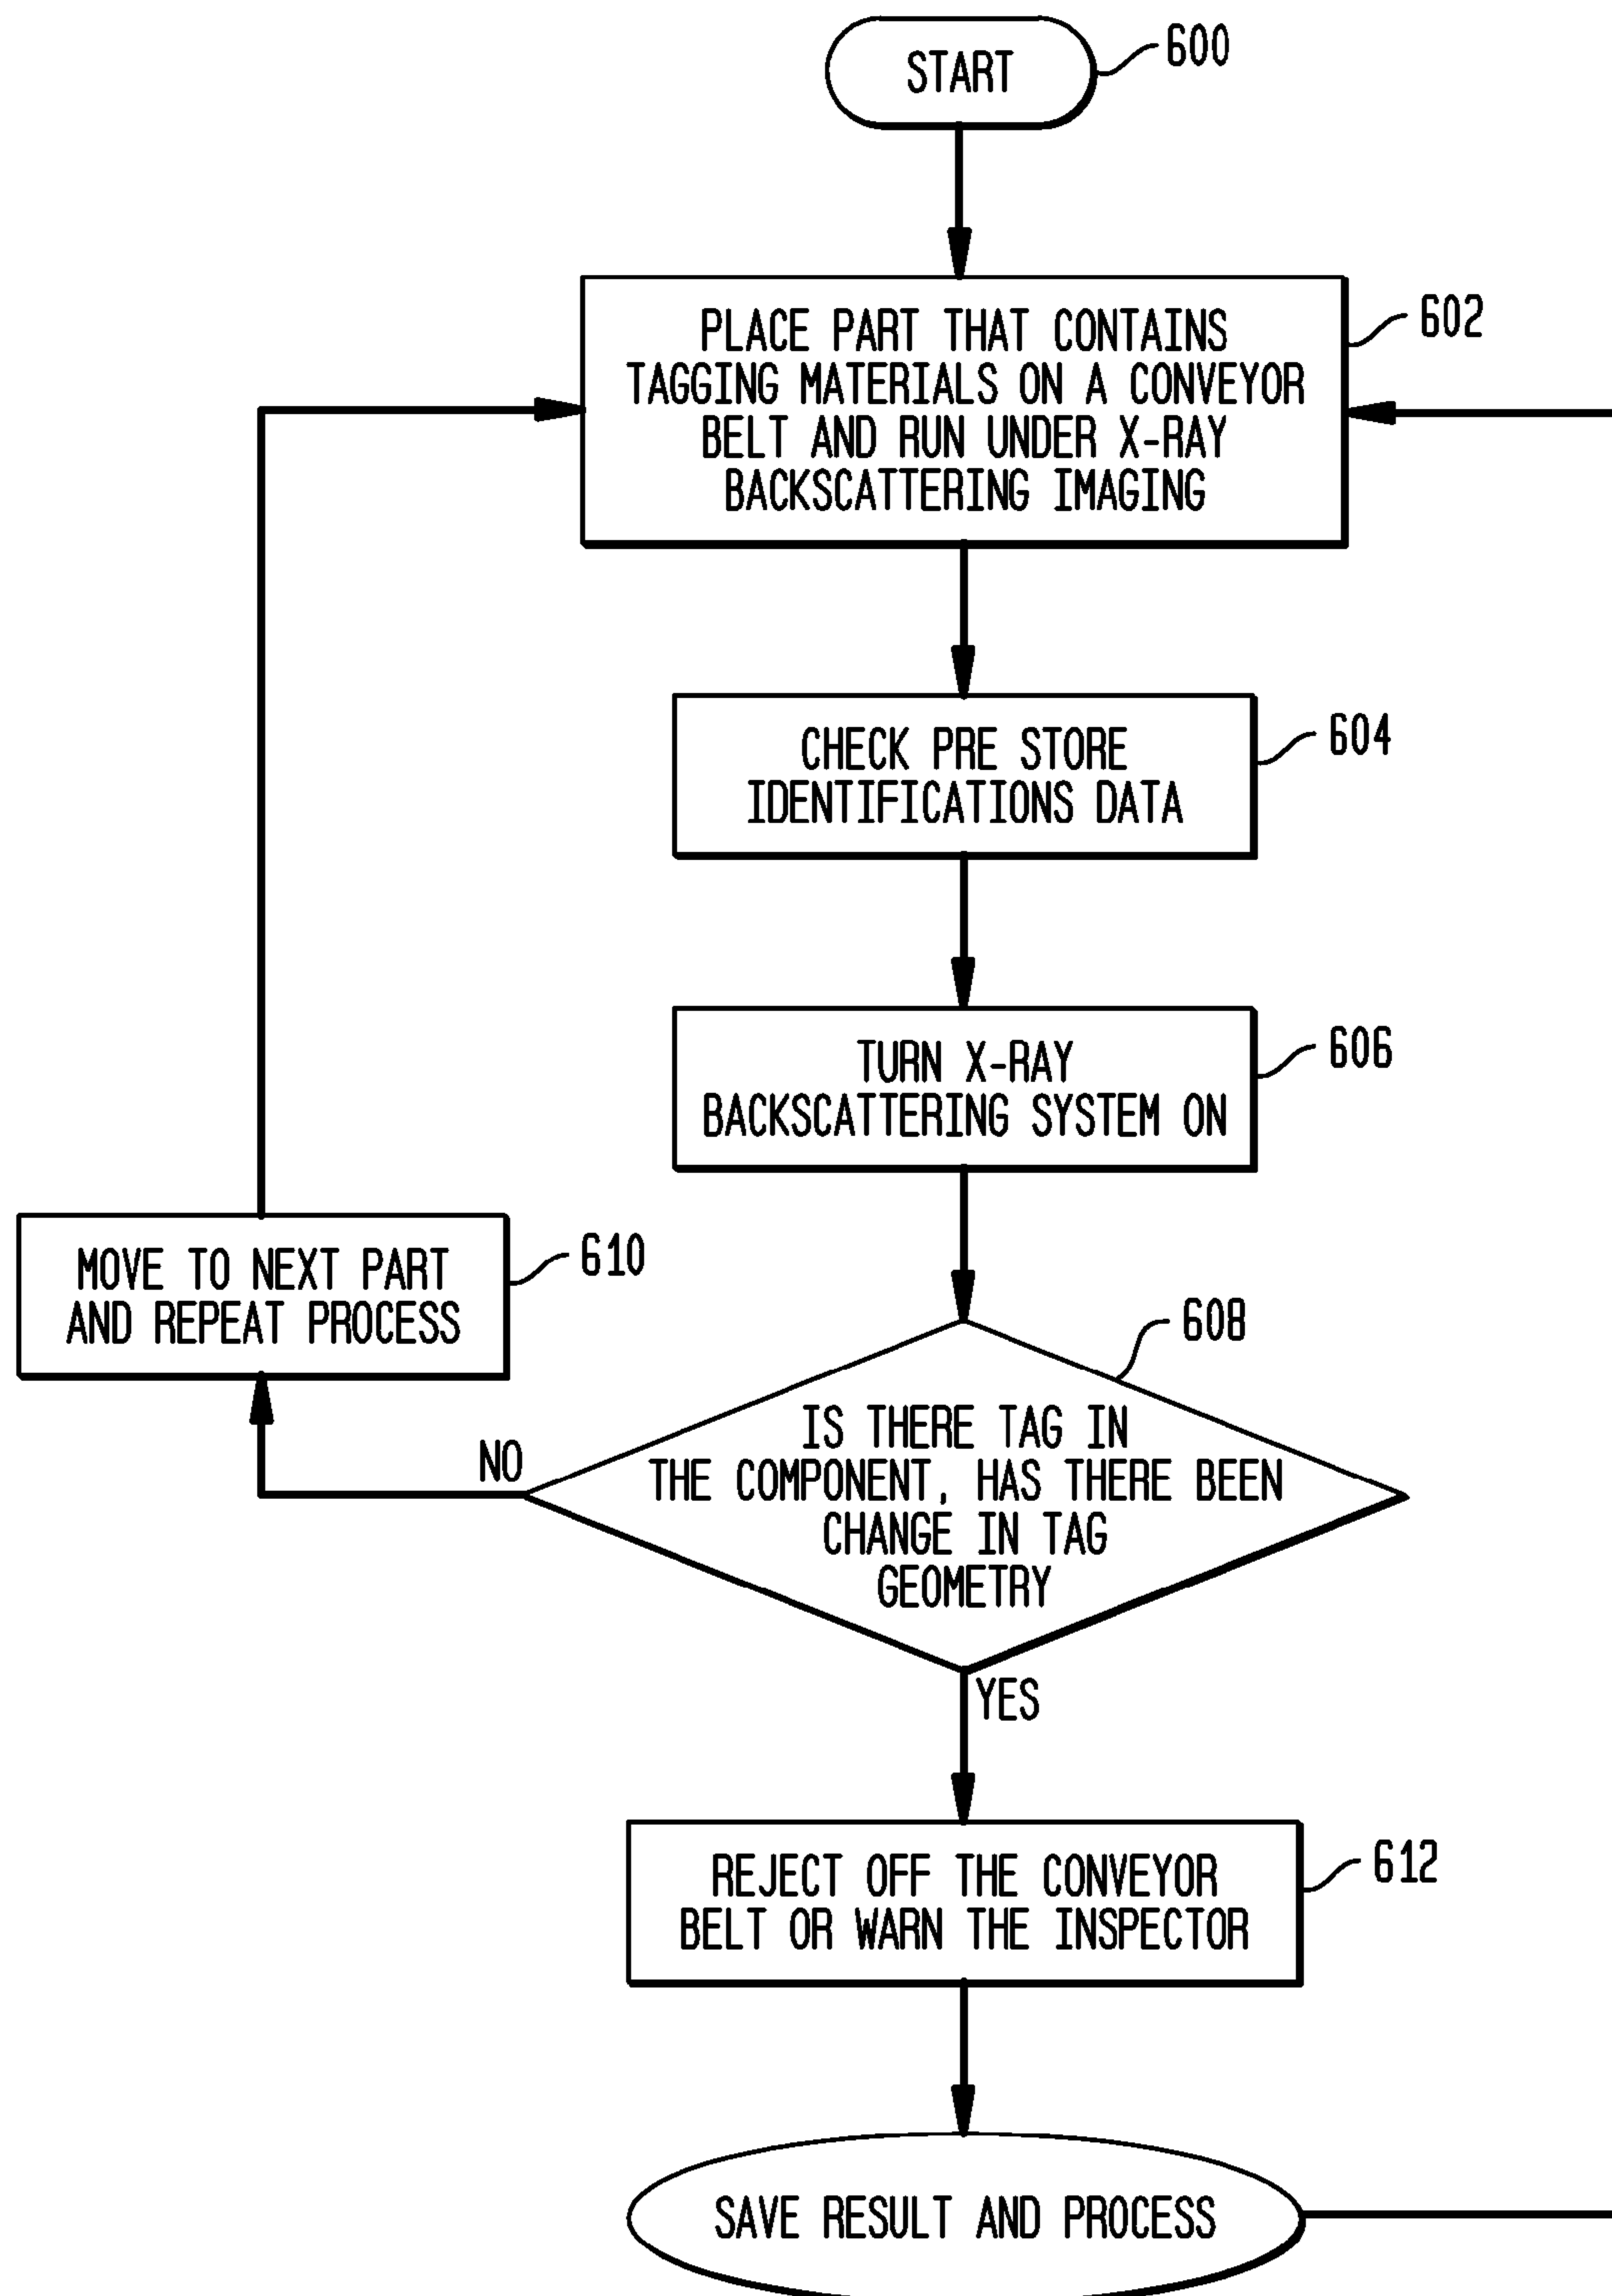 START
600
PLACE PART THAT CONTAINS
TAGGING MATERIALS ON A CONVEYOR
BELT AND RUN UNDER X-RAY
BACKSCATTERING IMAGING
602
CHECK PRE STORE
IDENTIFICATIONS DATA
604
TURN X-RAY
BACKSCATTERING SYSTEM ON
606
MOVE TO NEXT PART
AND REPEAT PROCESS
610
608
IS THERE TAG IN
THE COMPONENT, HAS THERE BEEN
CHANGE IN TAG
GEOMETRY
NO
YES
REJECT OFF THE CONVEYOR
BELT OR WARN THE INSPECTOR
612
SAVE RESULT AND PROCESS